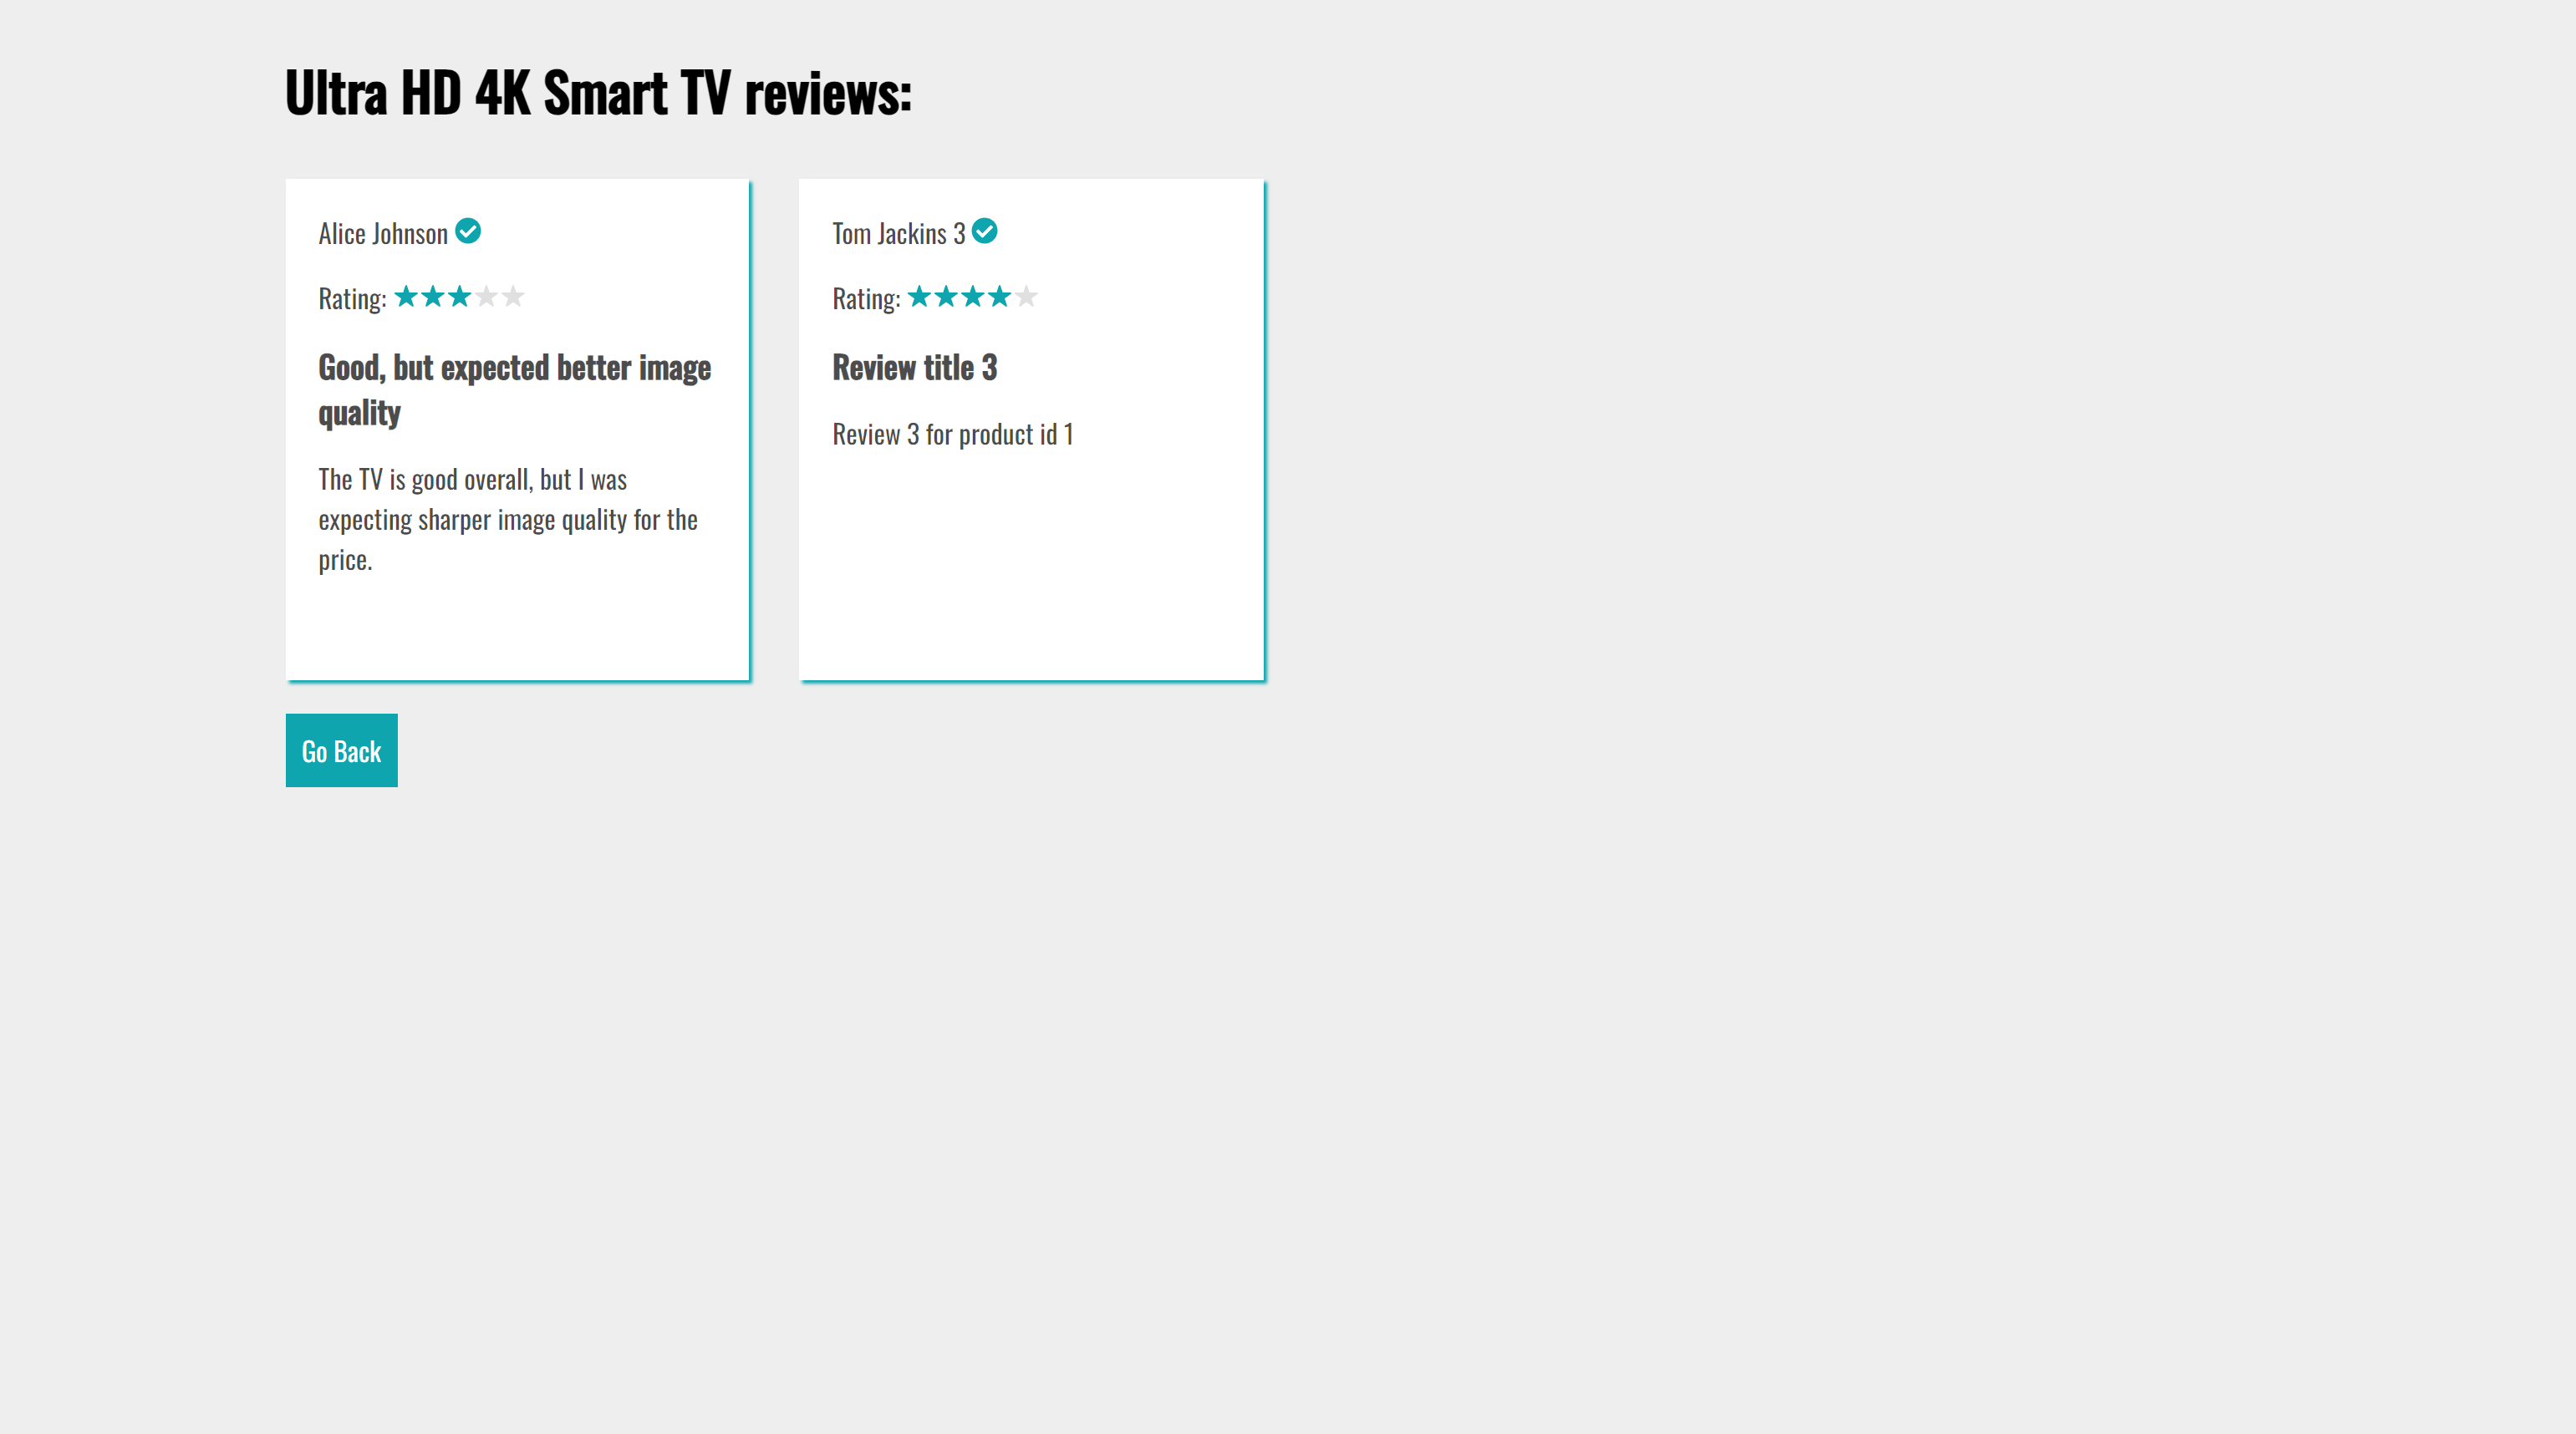 Ultra HD 4K Smart TV reviews:
Alice Johnson
Rating:
Good, but expected better image
quality
The TV is good overall, but I was
expecting sharper image quality for the
price.
Tom Jackins 3
Rating:
Review title 3
Review 3 for product id 1
Go Back